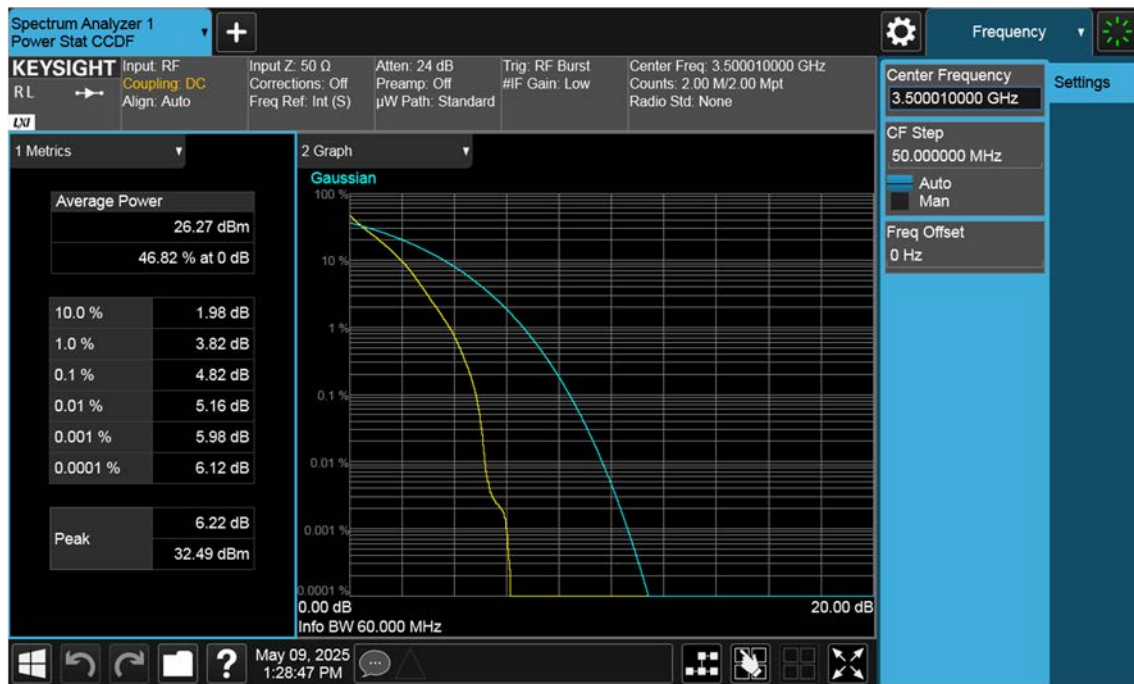 Spectrum Analyzer 1
Power Stat CCDF
Frequency
KEYSIGHT
R L
LXI
Input: RF
Coupling: DC
Align: Auto
Input Z: 50 Ω
Corrections: Off
Freq Ref: Int (S)
Atten: 24 dB
Preamp: Off
µW Path: Standard
Trig: RF Burst
#IF Gain: Low
Center Freq: 3.500010000 GHz
Counts: 2.00 M/2.00 Mpt
Radio Std: None
Center Frequency
3.500010000 GHz
Settings
CF Step
50.000000 MHz
Auto
Man
Freq Offset
0 Hz
1 Metrics
Average Power
26.27 dBm
46.82 % at 0 dB
10.0 % 1.98 dB
1.0 % 3.82 dB
0.1 % 4.82 dB
0.01 % 5.16 dB
0.001 % 5.98 dB
0.0001 % 6.12 dB
Peak
6.22 dB
32.49 dBm
2 Graph
Gaussian
100 %
10 %
1 %
0.1 %
0.01 %
0.001 %
0.0001 %
0.00 dB 20.00 dB
Info BW 60.000 MHz
?
May 09, 2025
1:28:47 PM